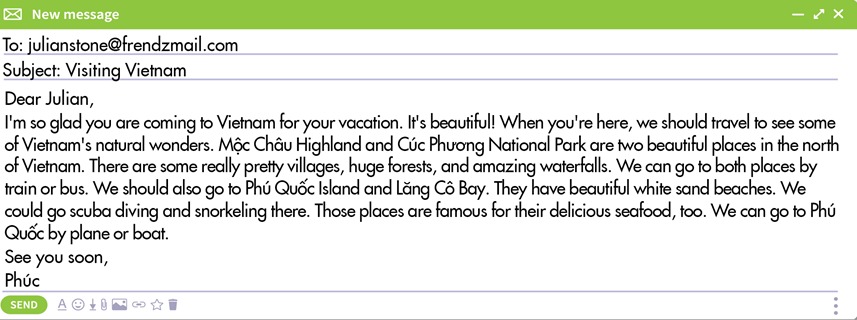 New message
To: julianstone@frendzmail.com
Subject: Visiting Vietnam
Dear Julian,
I'm so glad you are coming to Vietnam for your vacation. It's beautiful! When you're here, we should travel to see some
of Vietnam's natural wonders. Mộc Châu Highland and Cúc Phương National Park are two beautiful places in the north
of Vietnam. There are some really pretty villages, huge forests, and amazing waterfalls. We can go to both places by
train or bus. We should also go to Phú Quốc Island and Lăng Cô Bay. They have beautiful white sand beaches. We
could go scuba diving and snorkeling there. Those places are famous for their delicious seafood, too. We can go to Phú
Quốc by plane or boat.
See you soon,
Phúc
SEND